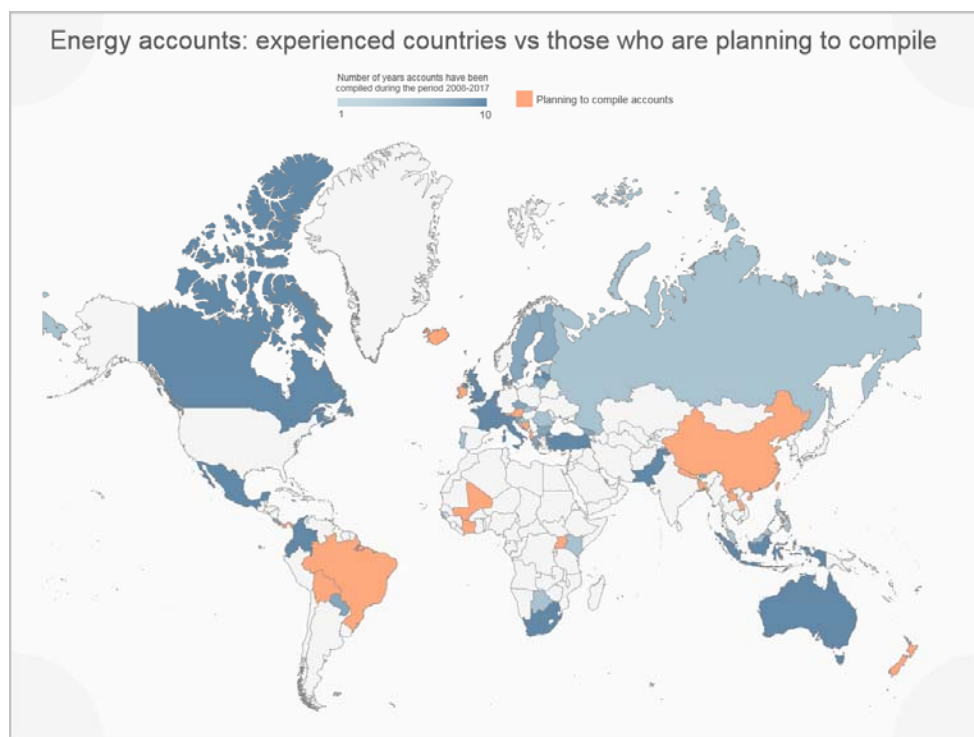 Energy accounts: experienced countries vs those who are planning to compile
Number of years accounts have been
compiled during the period 2008-2017
1 10
Planning to compile accounts